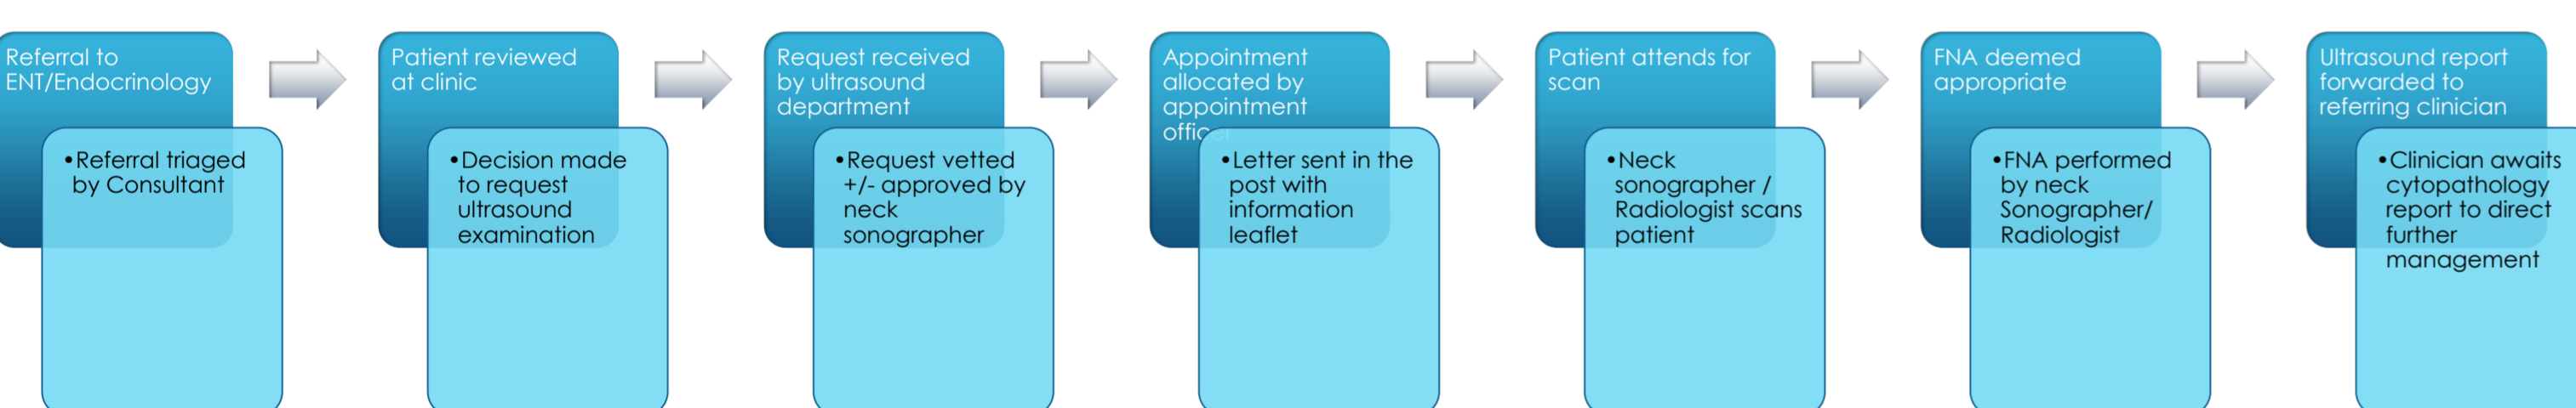 Referral to
ENT/Endocrinology
•Referral triaged
by Consultant
Patient reviewed
at clinic
•Decision made
to request
ultrasound
examination
Request received
by ultrasound
department
•Request vetted
+/- approved by
neck
sonographer
Appointment
allocated by
appointment
officer
•Letter sent in the
post with
information
leaflet
Patient attends for
scan
•Neck
sonographer /
Radiologist scans
patient
FNA deemed
appropriate
•FNA performed
by neck
Sonographer/
Radiologist
Ultrasound report
forwarded to
referring clinician
•Clinician awaits
cytopathology
report to direct
further
management